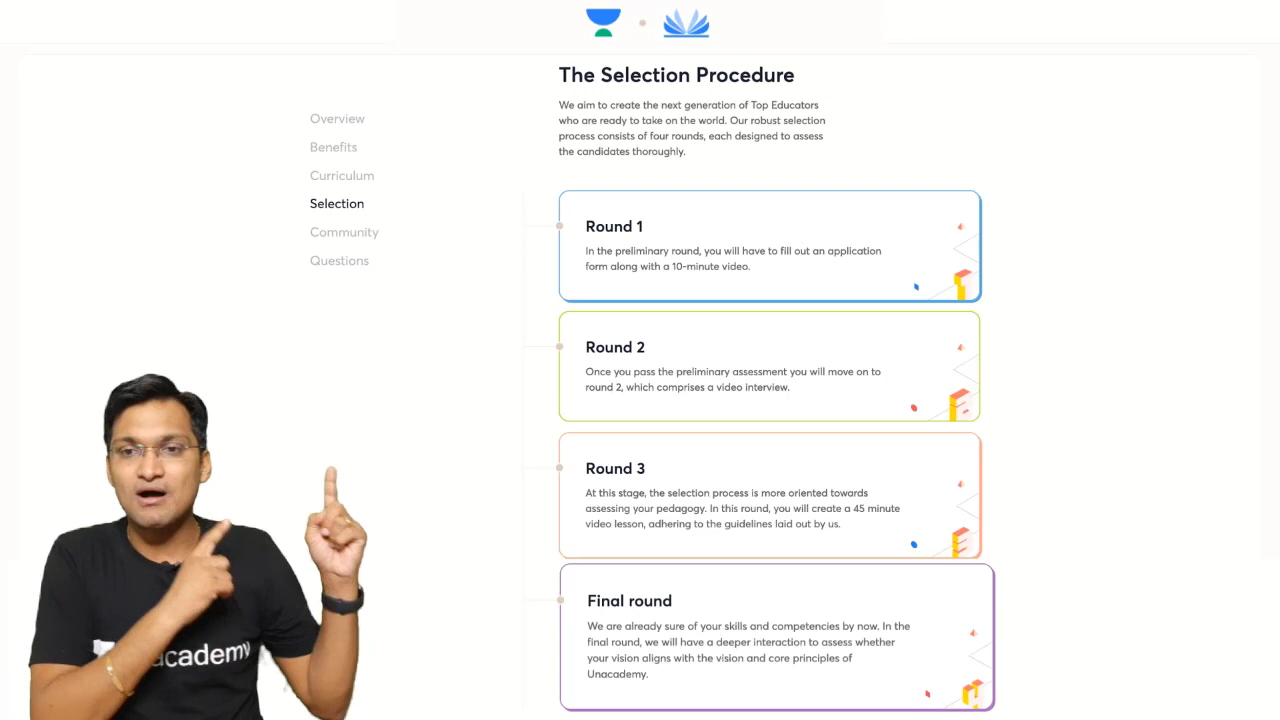 The Selection Procedure
We aim to create the next generation of Top Educators
who are ready to take on the world. Our robust selection
process consists of four rounds, each designed to assess
the candidates thoroughly.
Overview
Benefits
Curriculum
Selection
Community
Questions
Round 1
In the preliminary round, you will have to fill out an application
form along with a 10-minute video.
Round 2
Once you pass the preliminary assessment you will move on to
round 2, which comprises a video interview.
Round 3
At this stage, the selection process is more oriented towards
assessing your pedagogy. In this round, you will create a 45 minute
video lesson, adhering to the guidelines laid out by us.
Final round
We are already sure of your skills and competencies by now. In the
final round, we will have a deeper interaction to assess whether
your vision aligns with the vision and core principles of
Unacademy.